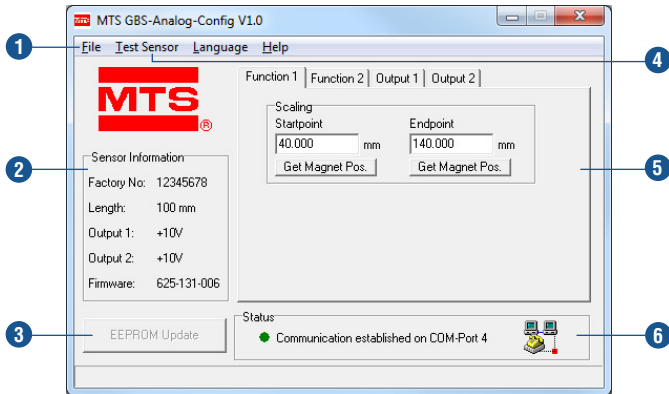 MTS GBS-Analog-Config V1.0
1
File Test Sensor Language Help
4
MTS
®
Function 1 Function 2 Output 1 Output 2
Scaling
Startpoint Endpoint
40.000 mm 140.000 mm
Get Magnet Pos. Get Magnet Pos.
2
5
Sensor Information
Factory No: 12345678
Length: 100 mm
Output 1: +10V
Output 2: +10V
Firmware: 625-131-006
3
EEPROM Update
Status
Communication established on COM-Port 4
6